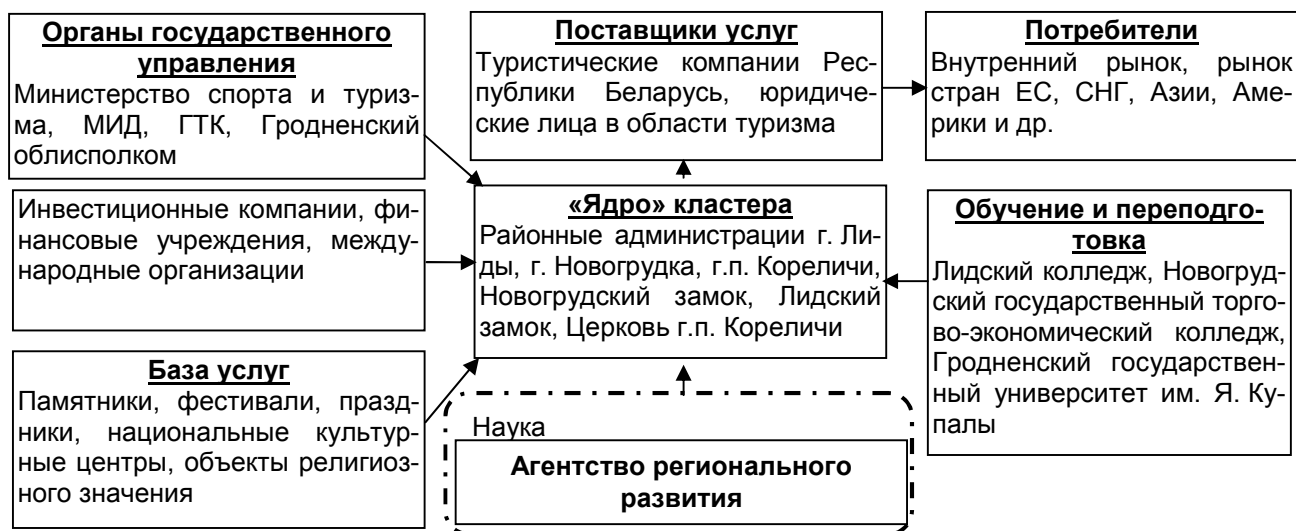 Органы государственного
управления
Министерство спорта и туриз-
ма, МИД, ГТК, Гродненский
облисполком
Поставщики услуг
Туристические компании Рес-
публики Беларусь, юридиче-
ские лица в области туризма
Потребители
Внутренний рынок, рынок
стран ЕС, СНГ, Азии, Аме-
рики и др.
Инвестиционные компании, фи-
нансовые учреждения, между-
народные организации
«Ядро» кластера
Районные администрации г. Ли-
ды, г. Новогрудка, г.п. Кореличи,
Новогрудский замок, Лидский
замок, Церковь г.п. Кореличи
Обучение и переподго-
товка
Лидский колледж, Новогруд-
ский государственный торго-
во-экономический колледж,
Гродненский государствен-
ный университет им. Я. Ку-
палы
База услуг
Памятники, фестивали, празд-
ники, национальные культур-
ные центры, объекты религиоз-
ного значения
Наука
Агентство регионального
развития